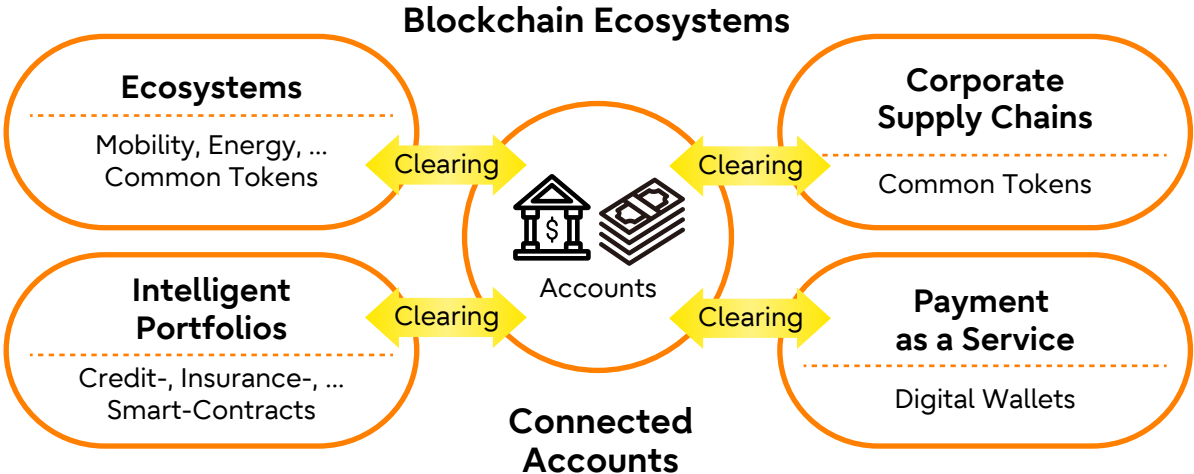 Blockchain Ecosystems
Ecosystems
Mobility, Energy, ...
Common Tokens
Clearing
Corporate
Supply Chains
Common Tokens
Clearing
$
Accounts
Intelligent
Portfolios
Credit-, Insurance-, ...
Smart-Contracts
Clearing
Payment
as a Service
Digital Wallets
Clearing
Connected
Accounts